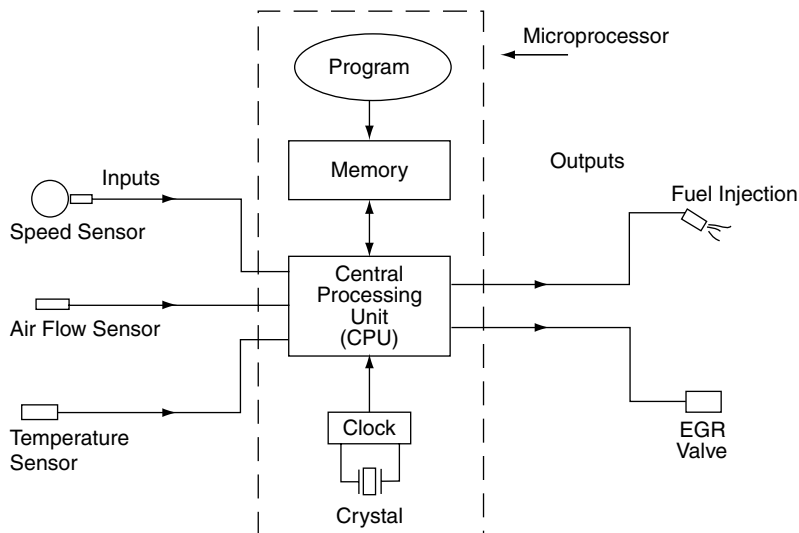 Microprocessor
Program
Memory
Inputs
Outputs
Fuel Injection
Speed Sensor
Central
Processing
Unit
(CPU)
Air Flow Sensor
Temperature
Sensor
Clock
EGR
Valve
Crystal